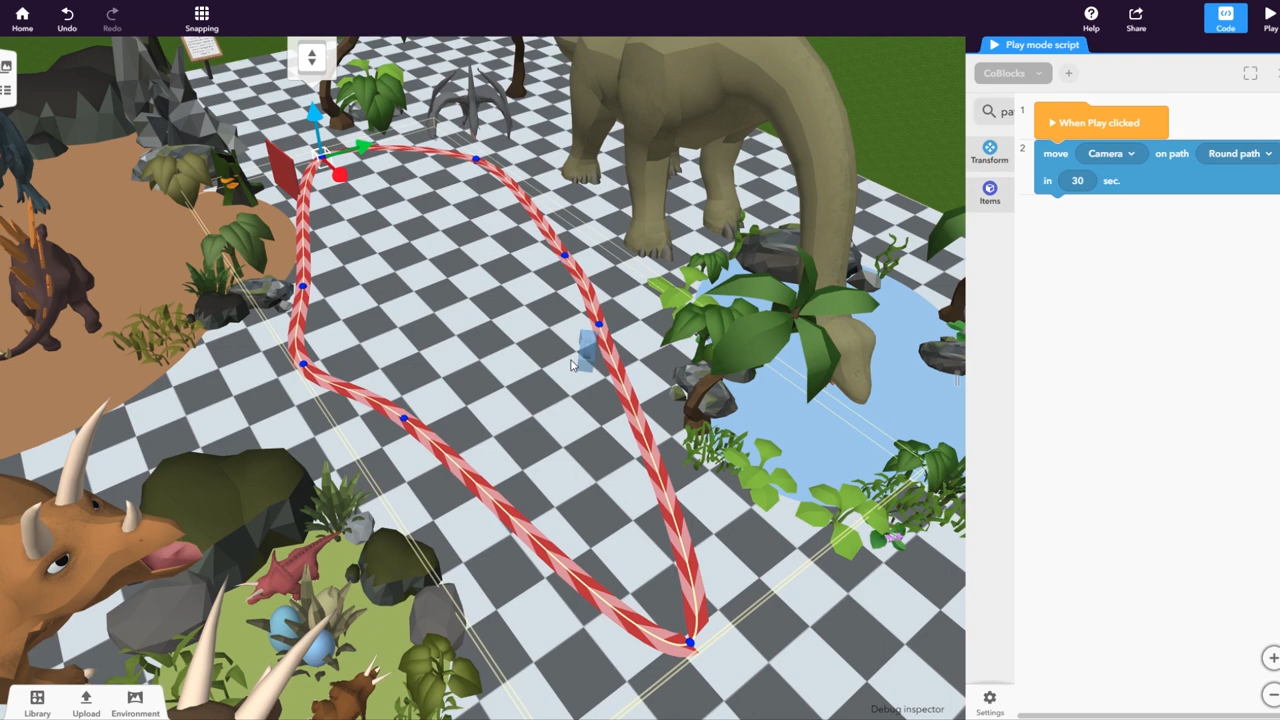 Home
Undo
Redo
Snapping
Help
Share
Code
Play
Play mode script
CoBlocks
pa
1
When Play clicked
2
move Camera on path Round path
in 30 sec.
Transform
Items
Library
Upload
Environment
Debug inspector
Settings